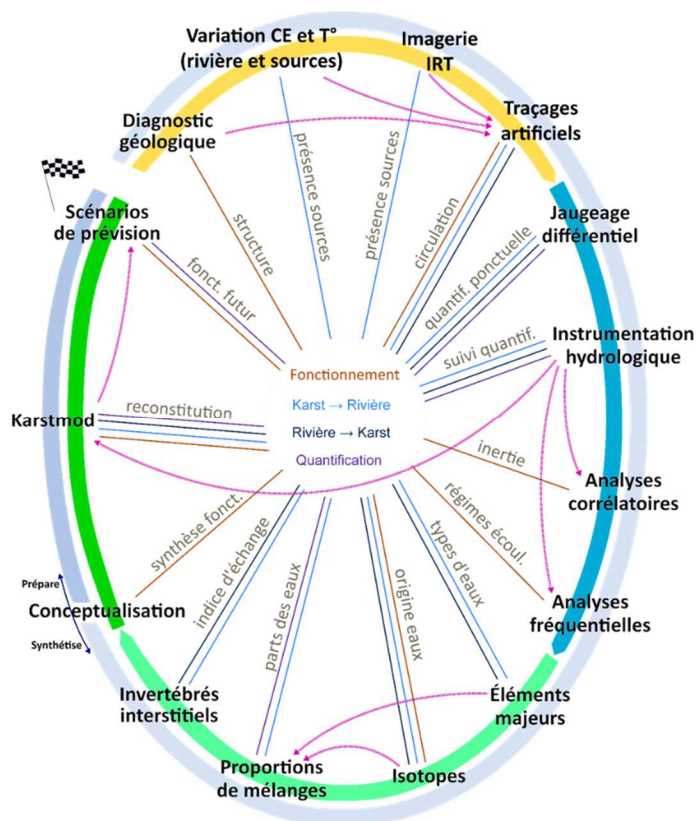 Variation CE et T°
(rivière et sources)
Imagerie
IRT
Traçages
artificiels
Diagnostic
géologique
Scénarios
de prévision
Jaugeage
différentiel
présence sources
présence sources
structure
circulation
fonct. futur
quantif. ponctuelle
Instrumentation
hydrologique
suivi quantif.
Fonctionnement
Karst → Rivière
Rivière → Karst
Quantification
Karstmod
reconstitution
inertie
Analyses
corrélatoires
synthèse fonct.
régimes écoul.
indice d'échange
types d'eaux
parts des eaux
origine eaux
Prépare
Conceptualisation
Synthétise
Analyses
fréquentielles
Invertébrés
interstitiels
Éléments
majeurs
Proportions
de mélanges
Isotopes